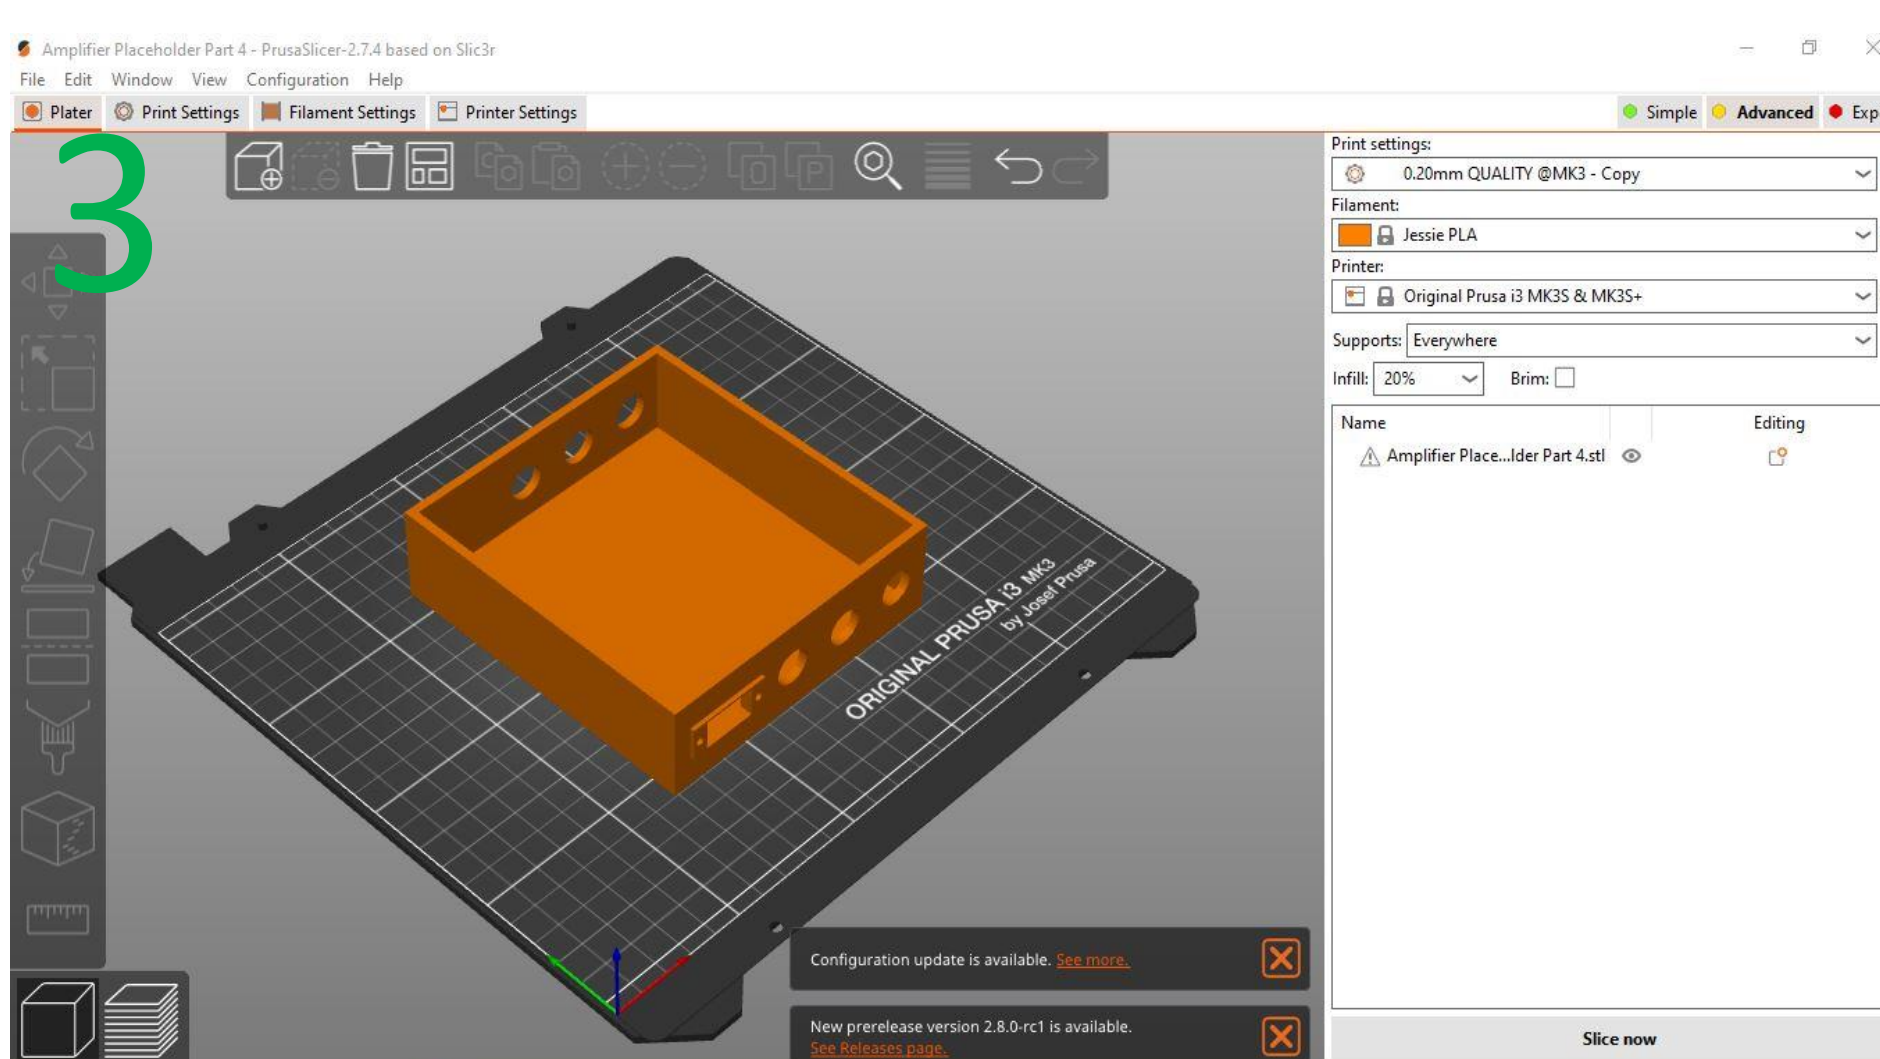 Amplifier Placeholder Part 4 - PrusaSlicer-2.7.4 based on Slic3r
File Edit Window View Configuration Help
Plater Print Settings Filament Settings Printer Settings Simple Advanced Exp
3
Print settings:
0.20mm QUALITY @MK3 - Copy
Filament:
Jessie PLA
Printer:
Original Prusa i3 MK3S & MK3S+
Supports: Everywhere
Infill: 20% Brim:
Name Editing
Amplifier Place...lder Part 4.stl
ORIGINAL PRUSA i3 MK3
by Josef Prusa
Configuration update is available. See more.
New prerelease version 2.8.0-rc1 is available.
See Releases page.
Slice now